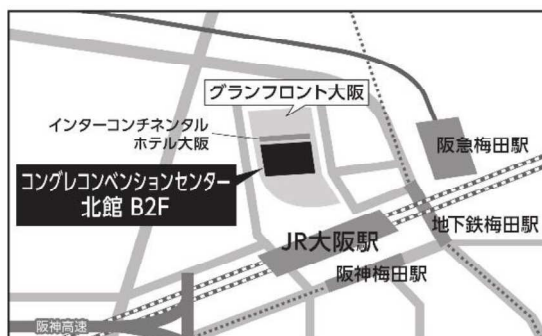 グランフロント大阪
インターコンチネンタル
ホテル大阪
コングレコンベンションセンター
北館 B2F
阪急梅田駅
地下鉄梅田駅
JR大阪駅
阪神梅田駅
阪神高速